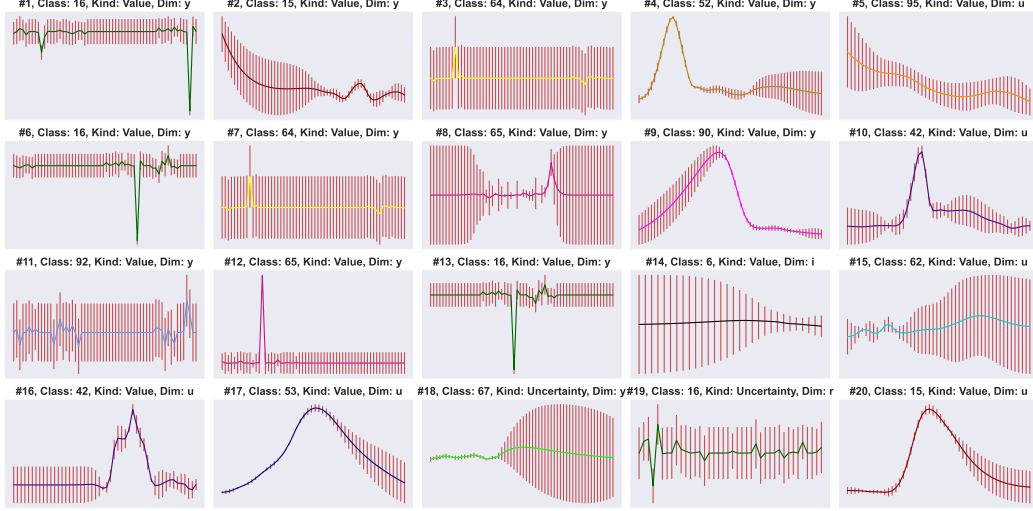 #1, Class: 16, Kind: Value, Dim: y
#2, Class: 15, Kind: Value, Dim: y
#3, Class: 64, Kind: Value, Dim: y
#4, Class: 52, Kind: Value, Dim: y
#5, Class: 95, Kind: Value, Dim: u
#6, Class: 16, Kind: Value, Dim: y
#7, Class: 64, Kind: Value, Dim: y
#8, Class: 65, Kind: Value, Dim: y
#9, Class: 90, Kind: Value, Dim: y
#10, Class: 42, Kind: Value, Dim: u
#11, Class: 92, Kind: Value, Dim: y
#12, Class: 65, Kind: Value, Dim: y
#13, Class: 16, Kind: Value, Dim: y
#14, Class: 6, Kind: Value, Dim: i
#15, Class: 62, Kind: Value, Dim: u
#16, Class: 42, Kind: Value, Dim: u
#17, Class: 53, Kind: Value, Dim: u
#18, Class: 67, Kind: Uncertainty, Dim: y
#19, Class: 16, Kind: Uncertainty, Dim: r
#20, Class: 15, Kind: Value, Dim: u